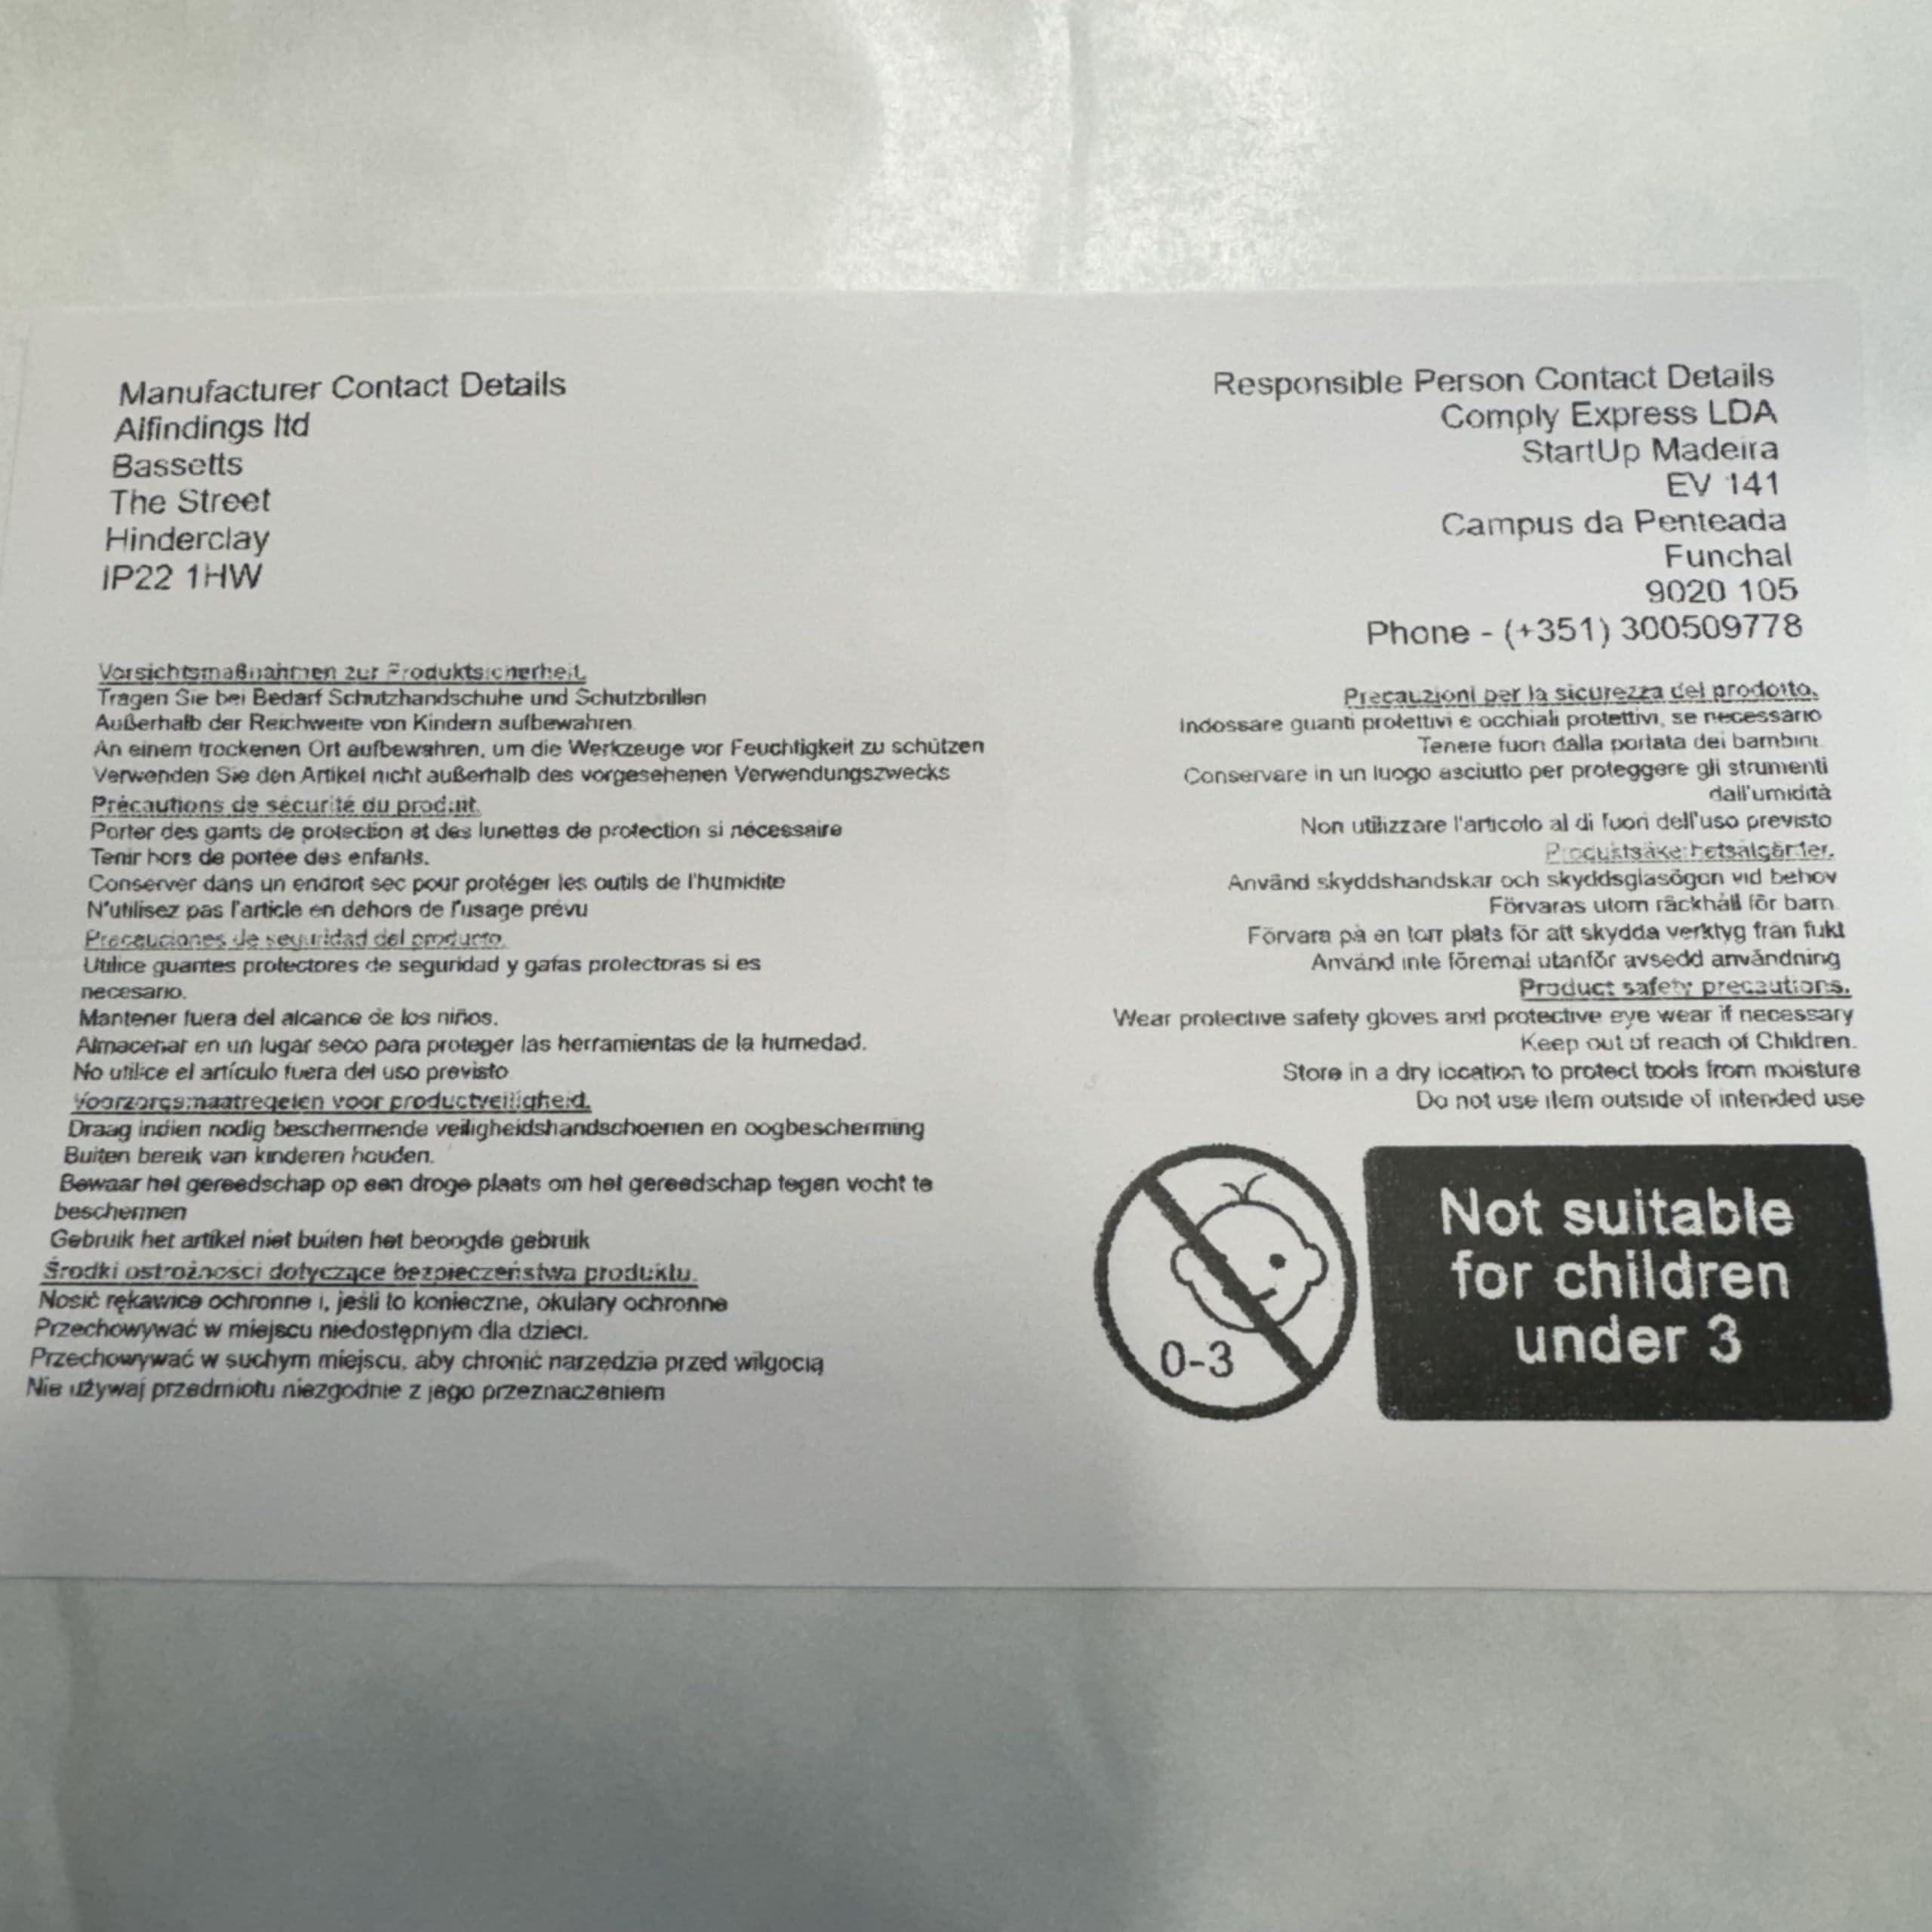 Manufacturer Contact Details
Alfindings ltd
Bassetts
The Street
Hinderclay
IP22 1HW
Vorsichtsmaßnahmen zur Produktsicherheit.
Tragen Sie bei Bedarf Schutzhandschuhe und Schutzbrillen
Außerhalb der Reichweite von Kindern aufbewahren.
An einem trockenen Ort aufbewahren, um die Werkzeuge vor Feuchtigkeit zu schützen
Verwenden Sie den Artikel nicht außerhalb des vorgesehenen Verwendungszwecks
Précautions de sécurité du produit.
Porter des gants de protection et des lunettes de protection si nécessaire
Tenir hors de portée des enfants.
Conserver dans un endroit sec pour protéger les outils de l'humidité
N'utilisez pas l'article en dehors de l'usage prévu
Precauciones de seguridad del producto.
Utilice guantes protectores de seguridad y gafas protectoras si es
necesario.
Mantener fuera del alcance de los niños.
Almacenar en un lugar seco para proteger las herramientas de la humedad.
No utilice el artículo fuera del uso previsto
Voorzorgsmaatregelen voor productveiligheid.
Draag indien nodig beschermende veiligheidshandschoenen en oogbescherming
Buiten bereik van kinderen houden.
Bewaar het gereedschap op een droge plaats om het gereedschap tegen vocht te
beschermen
Gebruik het artikel niet buiten het beoogde gebruik
Środki ostrożności dotyczące bezpieczeństwa produktu.
Nosić rękawice ochronne i, jeśli to konieczne, okulary ochronne
Przechowywać w miejscu niedostępnym dla dzieci.
Przechowywać w suchym miejscu, aby chronić narzędzia przed wilgocią
Nie używaj przedmiotu niezgodnie z jego przeznaczeniem
Responsible Person Contact Details
Comply Express LDA
StartUp Madeira
EV 141
Campus da Penteada
Funchal
9020 105
Phone - (+351) 300509778
Precauzioni per la sicurezza del prodotto.
Indossare guanti protettivi e occhiali protettivi, se necessario
Tenere fuori dalla portata dei bambini.
Conservare in un luogo asciutto per proteggere gli strumenti
dall'umidità
Non utilizzare l'articolo al di fuori dell'uso previsto
Produktsäkerhetsåtgärder.
Använd skyddshandskar och skyddsglasögon vid behov
Förvaras utom räckhåll för barn.
Förvara på en torr plats för att skydda verktyg från fukt
Använd inte föremål utanför avsedd användning
Product safety precautions.
Wear protective safety gloves and protective eye wear if necessary
Keep out of reach of Children.
Store in a dry location to protect tools from moisture
Do not use item outside of intended use
0-3
Not suitable
for children
under 3